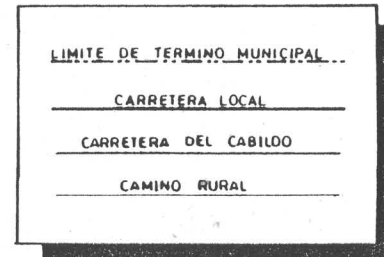 LIMITE DE TERMINO MUNICIPAL
CARRETERA LOCAL
CARRETERA DEL CABILDO
CAMINO RURAL